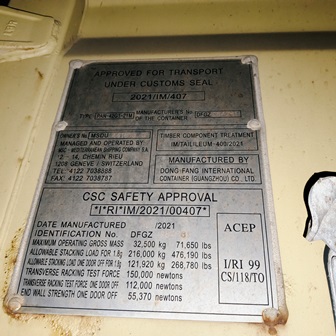 APPROVED FOR TRANSPORT
UNDER CUSTOMS SEAL
2021/IM/407
TYPE MANUFACTURER'S No. OF THE CONTAINER DFGZ
OWNER'S No MSDU
MANAGED AND OPERATED BY
MSC - MEDITERRANEAN SHIPPING COMPANY
12 - 14, CHEMIN RIEU
1208 GENEVE / SWITZERLAND
TEL: 4122 7038888
FAX: 4122 7038787
TIMBER COMPONENT TREATMENT
IM/TAILILEUM-400/2021
MANUFACTURED BY
DONG FANG INTERNATIONAL
CONTAINER (GUANGZHOU) CO., LTD.
CSC SAFETY APPROVAL
*I*RI*IM/2021/00407*
DATE MANUFACTURED /2021
IDENTIFICATION No. DFGZ
MAXIMUM OPERATING GROSS MASS 32,500 kg 71,650 lbs
ALLOWABLE STACKING LOAD FOR 1.8g 216,000 kg 476,190 lbs
ALLOWABLE STACKING LOAD ONE DOOR OFF FOR 1.8g 121,920 kg 268,780 lbs
TRANSVERSE RACKING TEST FORCE 150,000 newtons
TRANSVERSE RACKING TEST FORCE ONE DOOR OFF 112,000 newtons
END WALL STRENGTH ONE DOOR OFF 55,370 newtons
ACEP
I/RI 99
CS/118/TO